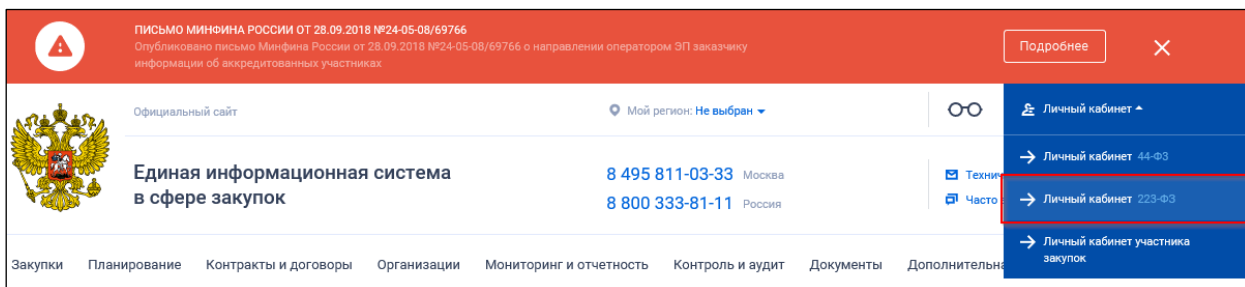 ПИСЬМО МИНФИНА РОССИИ ОТ 28.09.2018 №24-05-08/69766
Опубликовано письмо Минфина России от 28.09.2018 №24-05-08/69766 о направлении оператором ЭП заказчику
информации об аккредитованных участниках
Подробнее
Официальный сайт
Мой регион: Не выбран
Личный кабинет
Единая информационная система
в сфере закупок
8 495 811-03-33 Москва
8 800 333-81-11 Россия
Технич
Часто
Личный кабинет 44-ФЗ
Личный кабинет 223-ФЗ
Личный кабинет участника
закупок
Закупки Планирование Контракты и договоры Организации Мониторинг и отчетность Контроль и аудит Документы Дополнительна